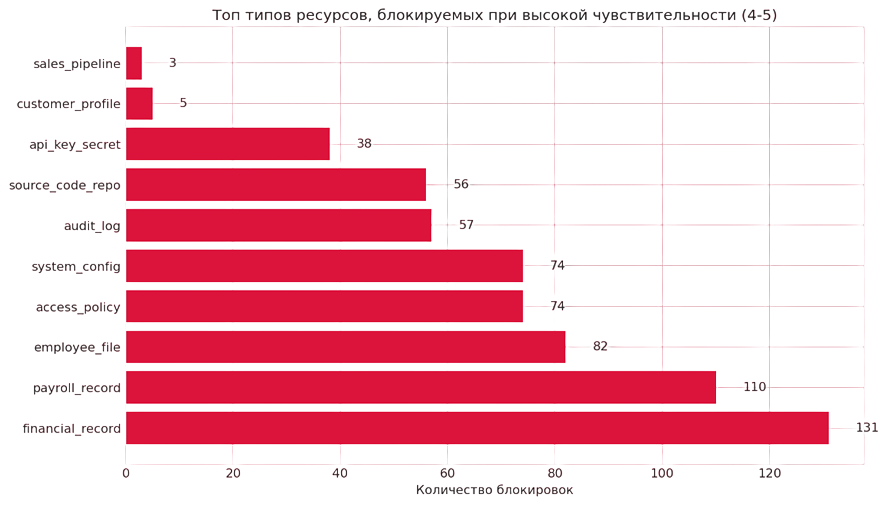 Топ типов ресурсов, блокируемых при высокой чувствительности (4-5)
sales_pipeline 3
customer_profile 5
api_key_secret 38
source_code_repo 56
audit_log 57
system_config 74
access_policy 74
employee_file 82
payroll_record 110
financial_record 131
0 20 40 60 80 100 120
Количество блокировок